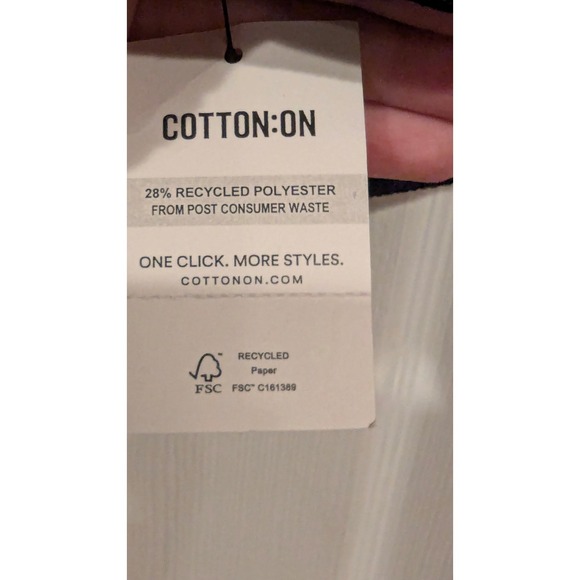 COTTON:ON
28% RECYCLED POLYESTER
FROM POST CONSUMER WASTE
ONE CLICK. MORE STYLES.
COTTONON.COM
RECYCLED
Paper
FSC™ C161389
FSC